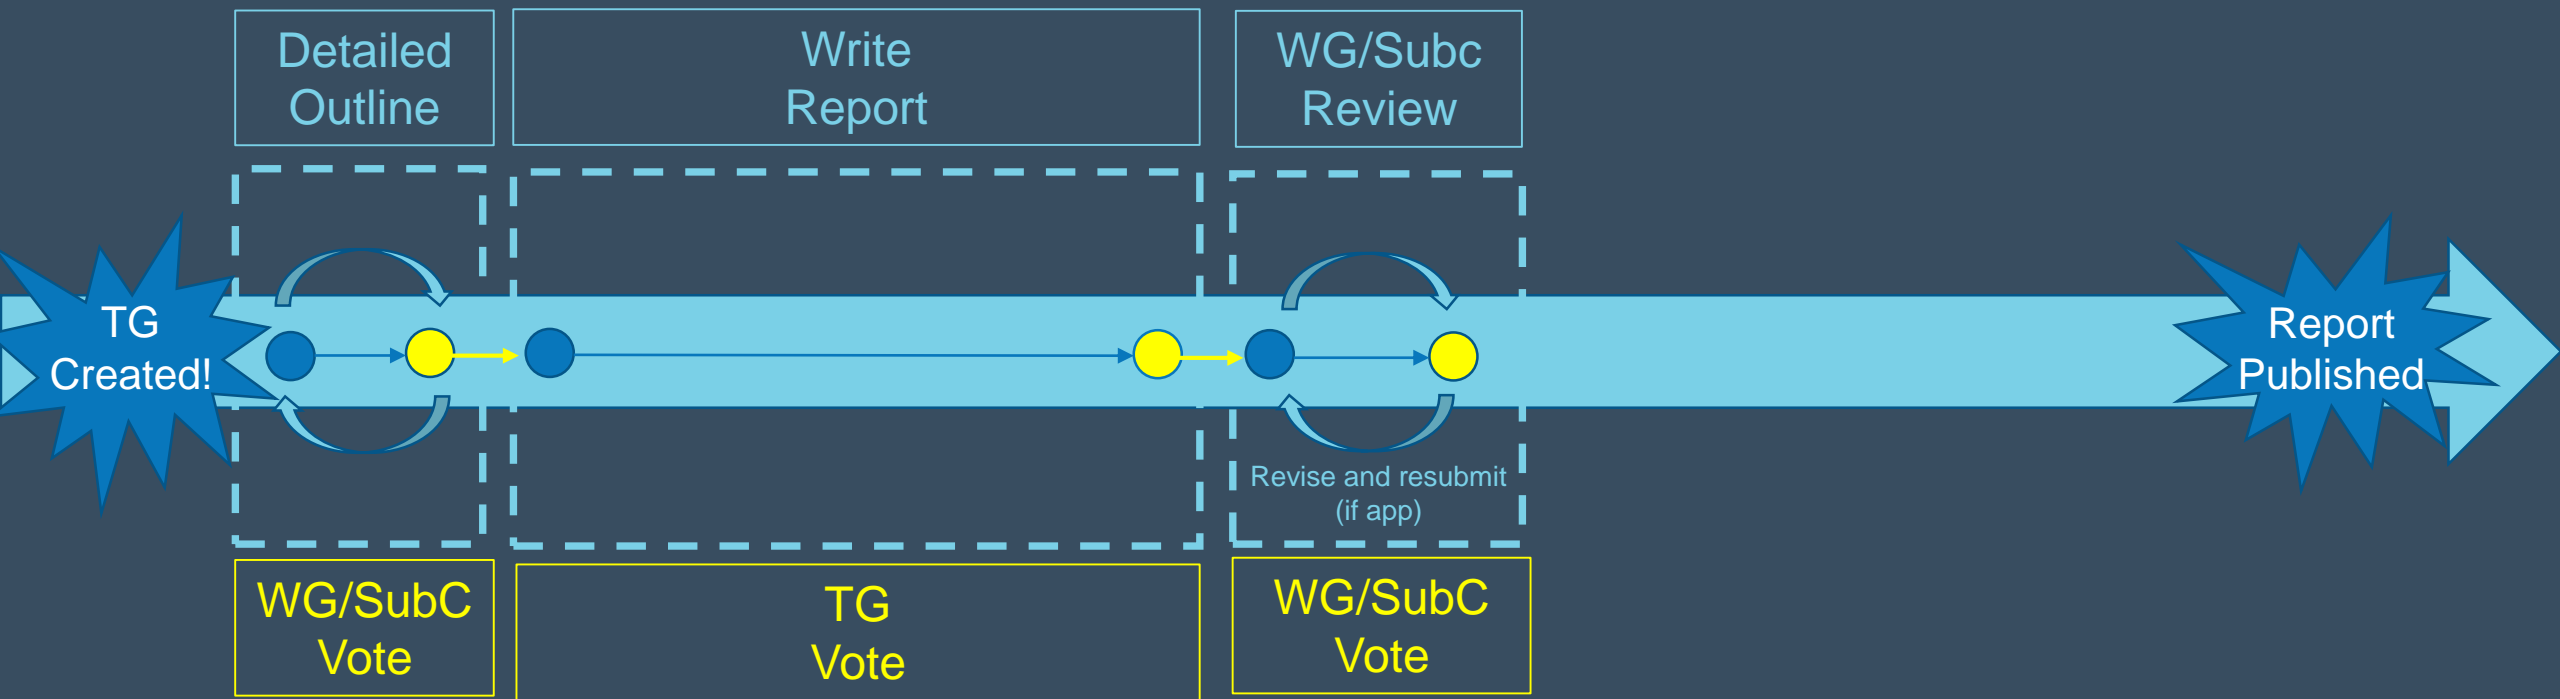 Detailed
Outline
Write
Report
WG/Subc
Review
TG
Created!
Report
Published
Revise and resubmit
(if app)
WG/SubC
Vote
TG
Vote
WG/SubC
Vote